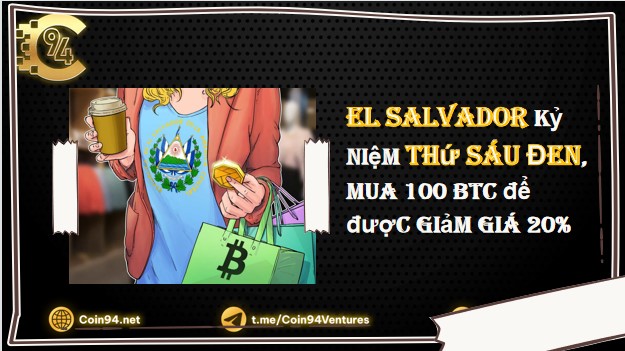 94
EL SALVADOR Kỷ
NIỆM THỨ SÁU ĐEN,
MUA 100 BTC để
đượC GIẢM GIÁ 20%
Coin94.net
t.me/Coin94Ventures